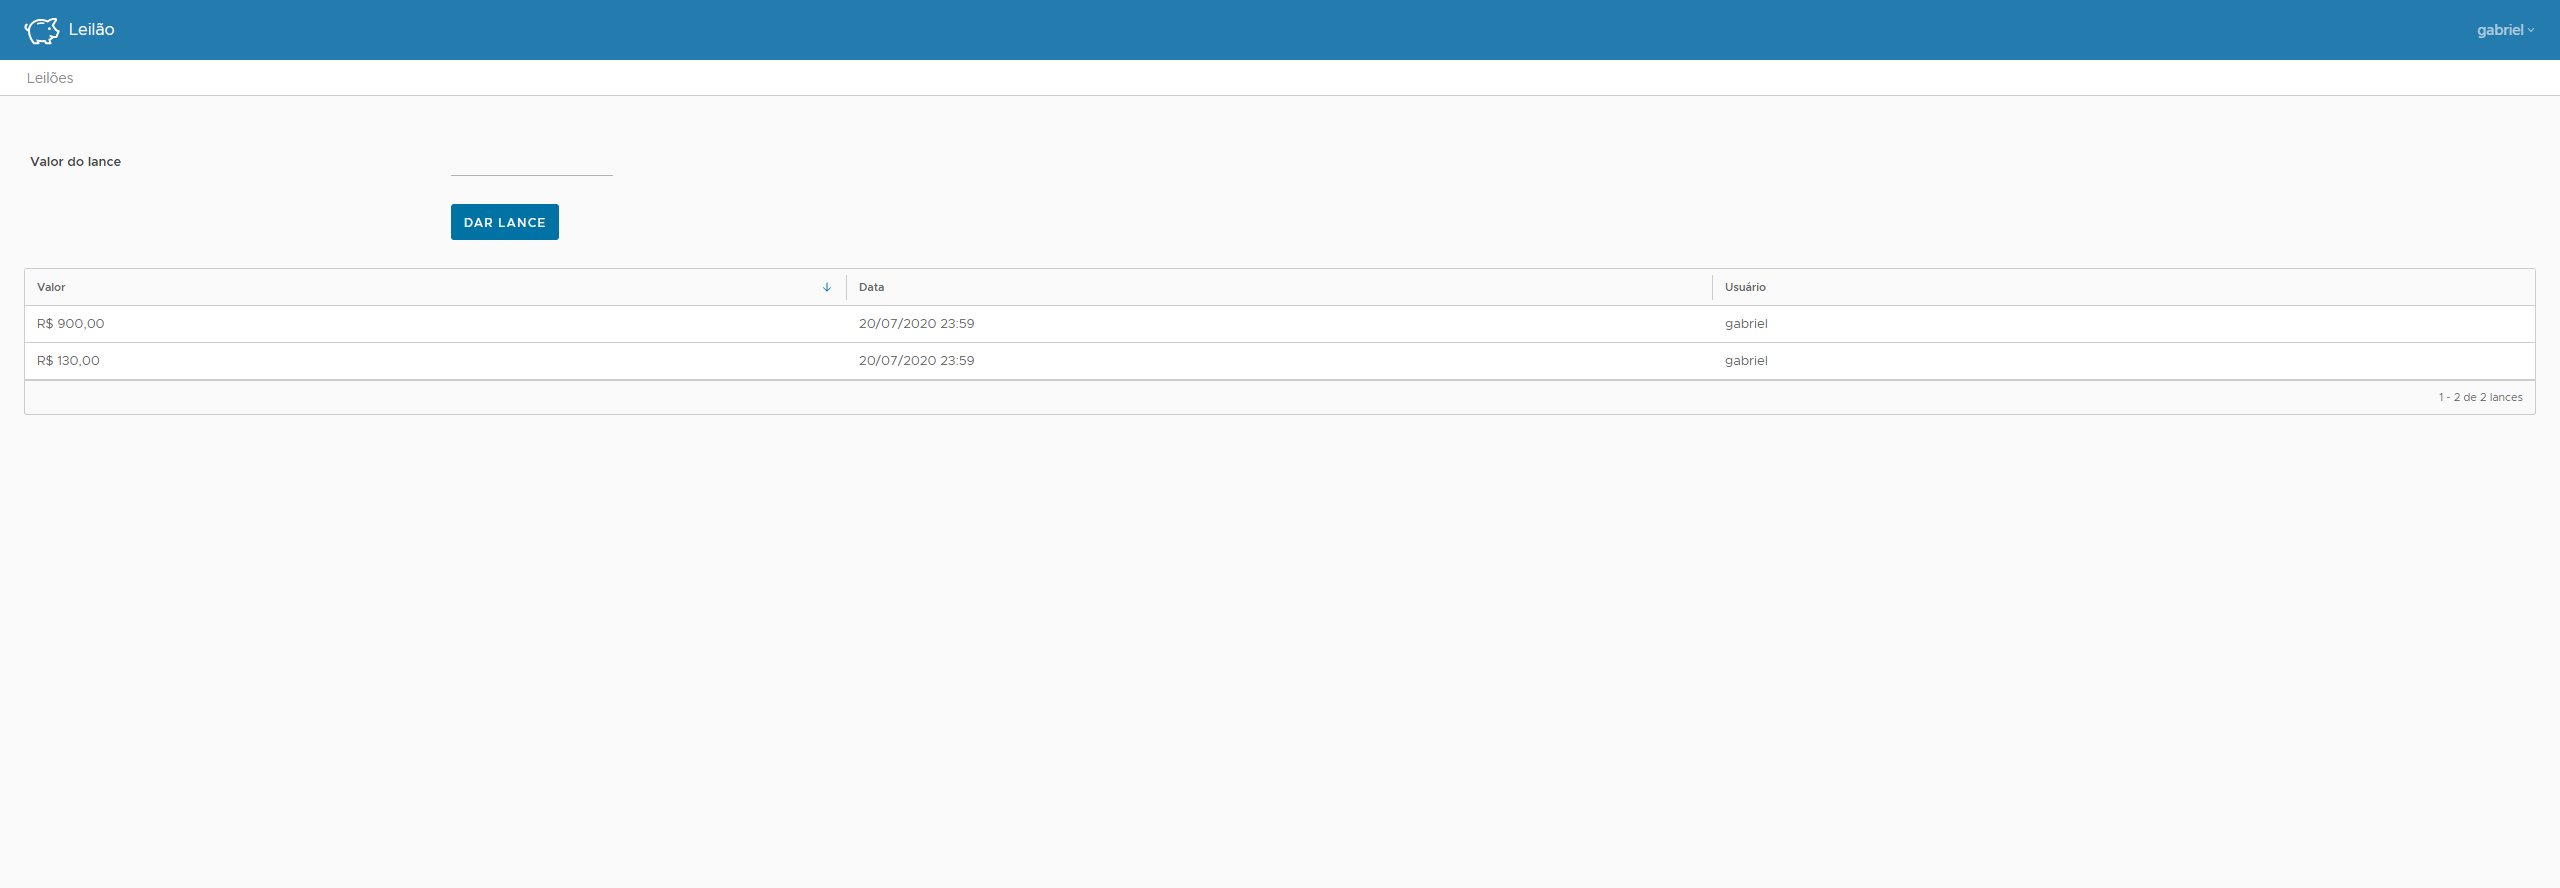 Leilão
gabriel
Leilões
Valor do lance
DAR LANCE
Valor Data Usuário
R$ 900,00 20/07/2020 23:59 gabriel
R$ 130,00 20/07/2020 23:59 gabriel
1 - 2 de 2 lances